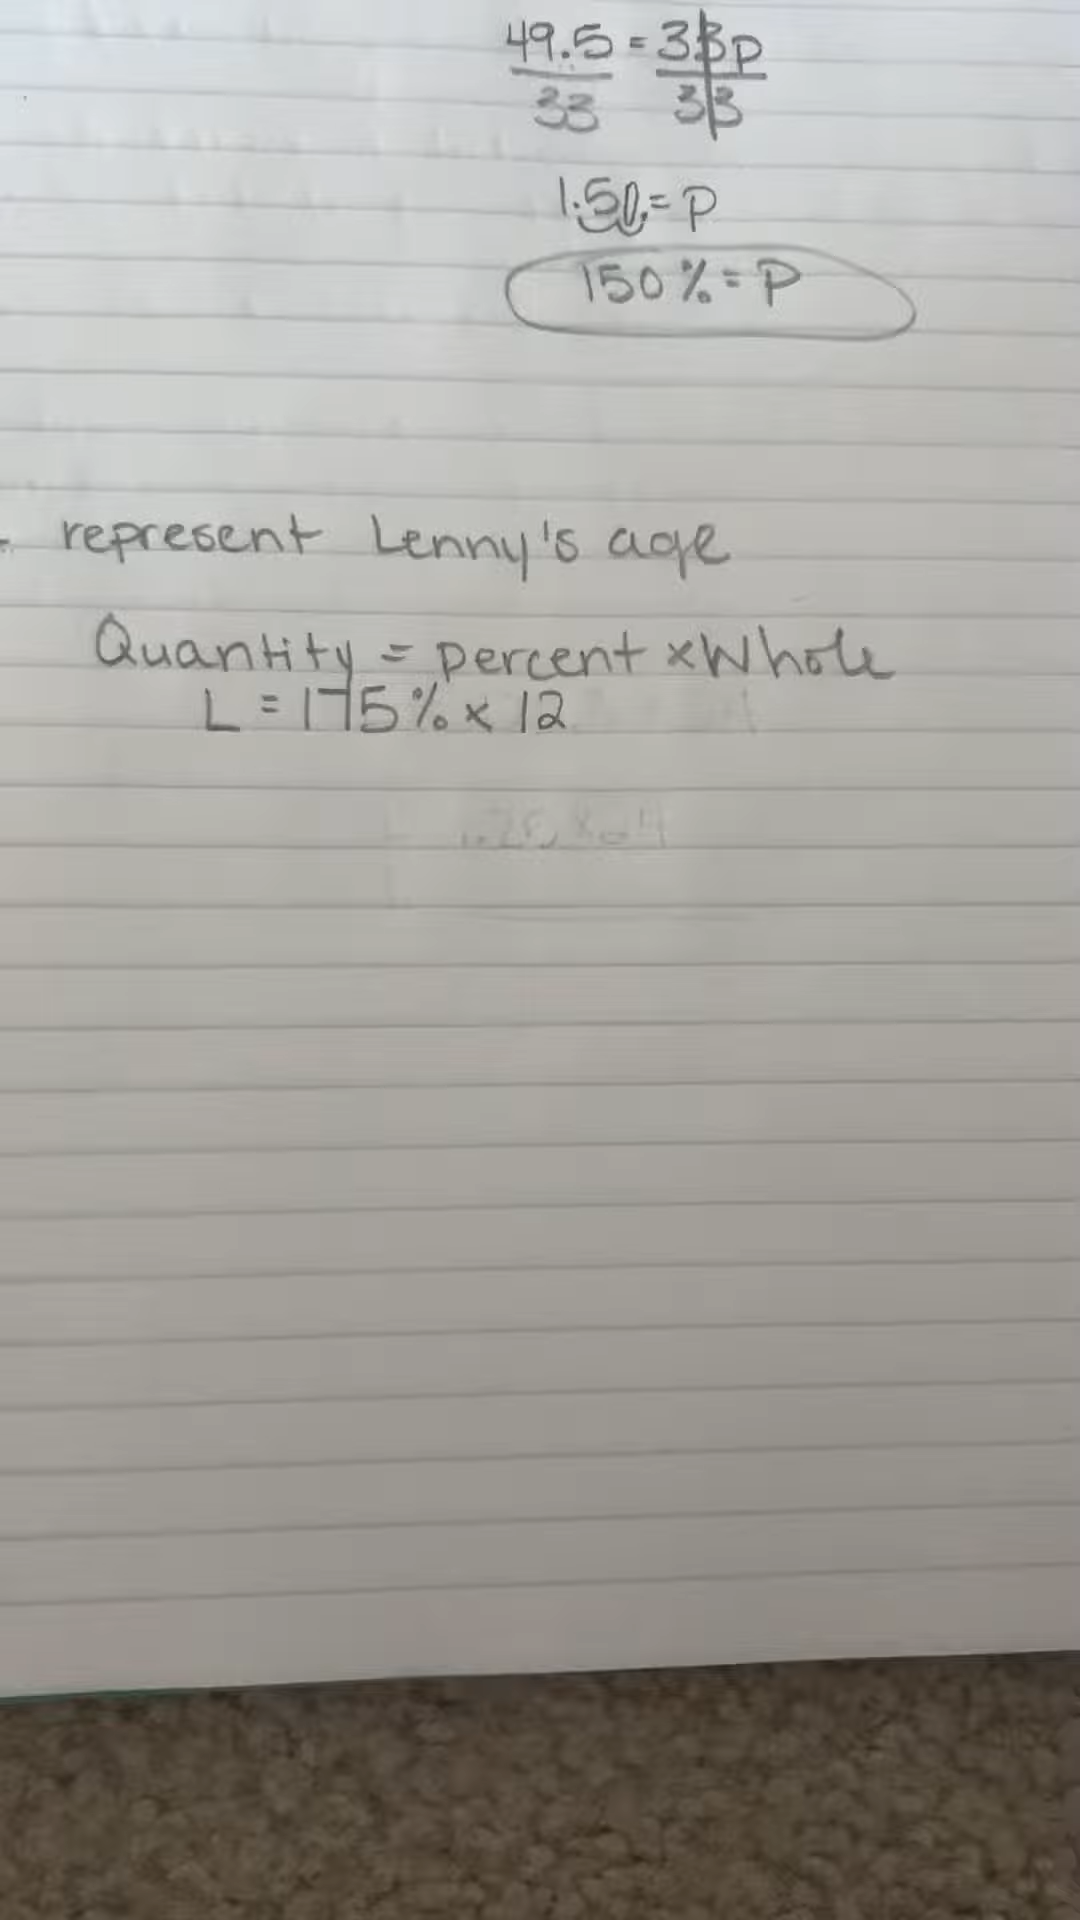 49.5 = 33p
33 33
1.50 = P
150% = P
represent Lenny's age
Quantity = percent x Whole
L = 175% x 12